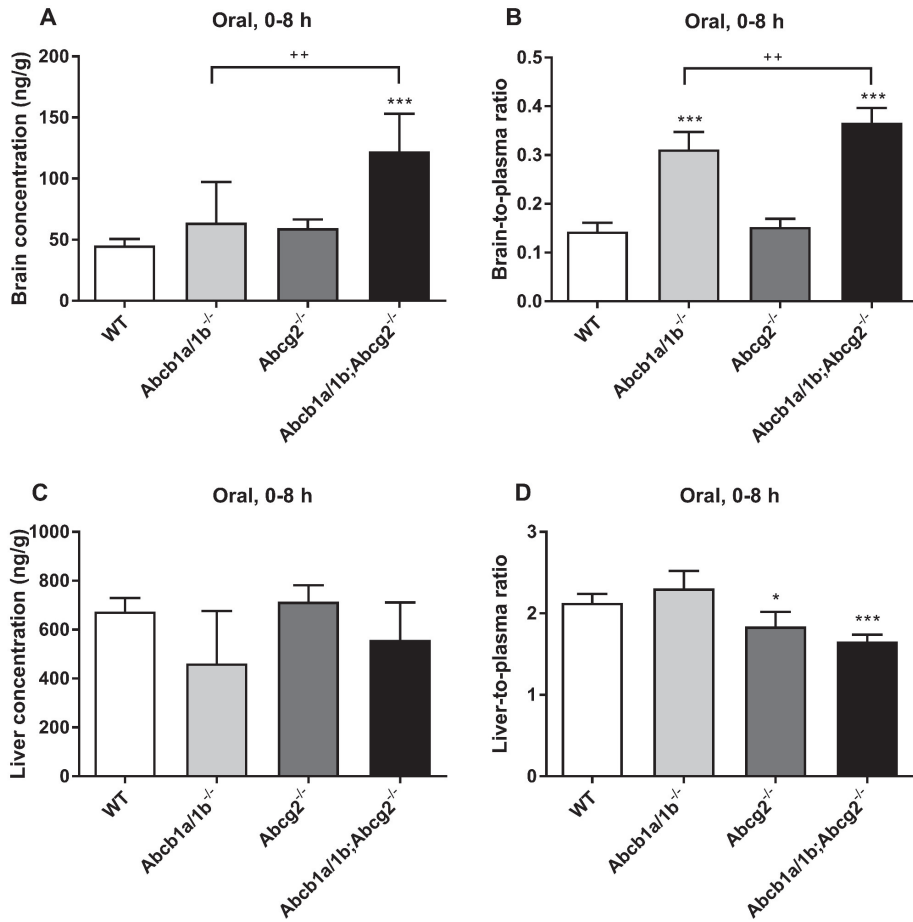 A
Oral, 0-8 h
Brain concentration (ng/g)
200
150
100
50
0
++
***
WT
Abcb1a/1b-/-
Abcg2-/-
Abcb1a/1b;Abcg2-/-
B
Oral, 0-8 h
Brain-to-plasma ratio
0.5
0.4
0.3
0.2
0.1
0.0
++
***
***
WT
Abcb1a/1b-/-
Abcg2-/-
Abcb1a/1b;Abcg2-/-
C
Oral, 0-8 h
Liver concentration (ng/g)
1000
800
600
400
200
0
WT
Abcb1a/1b-/-
Abcg2-/-
Abcb1a/1b;Abcg2-/-
D
Oral, 0-8 h
Liver-to-plasma ratio
3
2
1
0
*
***
WT
Abcb1a/1b-/-
Abcg2-/-
Abcb1a/1b;Abcg2-/-